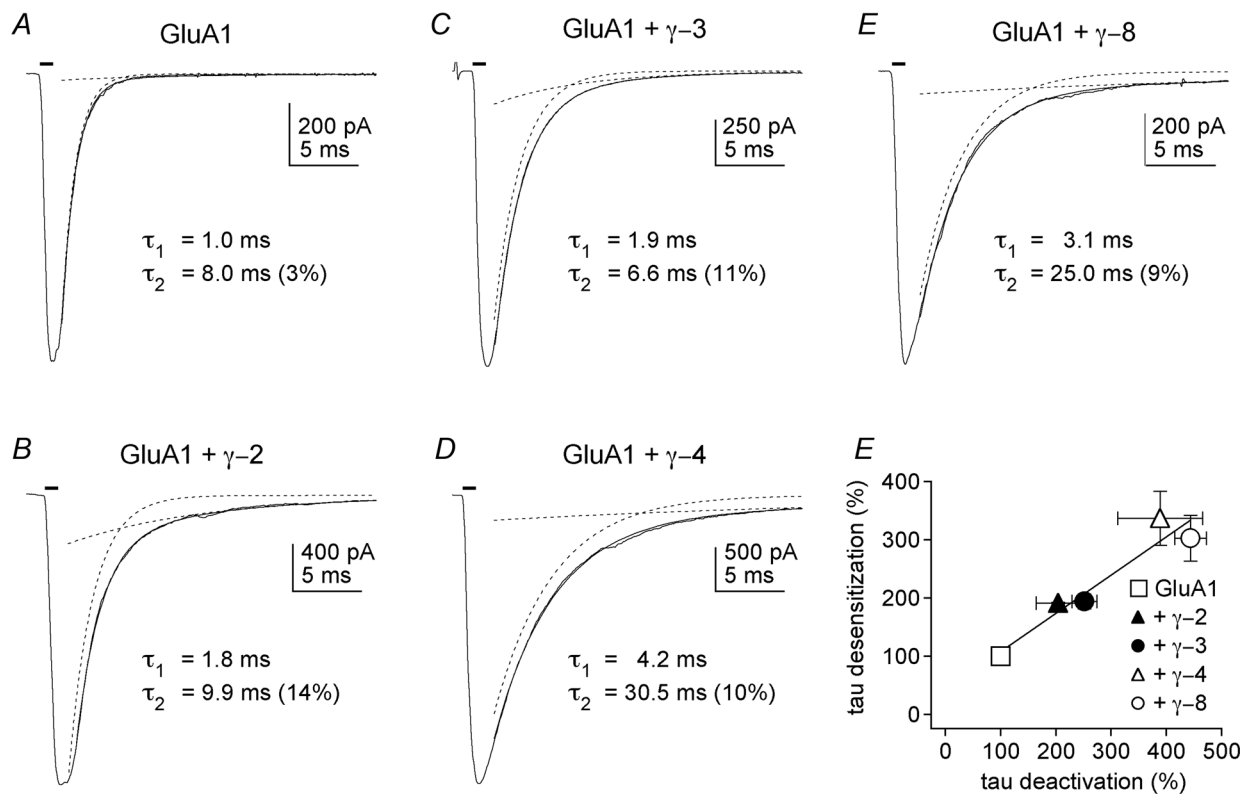 A
GluA1
200 pA
5 ms
τ1 = 1.0 ms
τ2 = 8.0 ms (3%)
C
GluA1 + γ–3
250 pA
5 ms
τ1 = 1.9 ms
τ2 = 6.6 ms (11%)
E
GluA1 + γ–8
200 pA
5 ms
τ1 = 3.1 ms
τ2 = 25.0 ms (9%)
B
GluA1 + γ–2
400 pA
5 ms
τ1 = 1.8 ms
τ2 = 9.9 ms (14%)
D
GluA1 + γ–4
500 pA
5 ms
τ1 = 4.2 ms
τ2 = 30.5 ms (10%)
E
tau desensitization (%)
400
300
200
100
0
GluA1
+ γ–2
+ γ–3
+ γ–4
+ γ–8
0 100 200 300 400 500
tau deactivation (%)